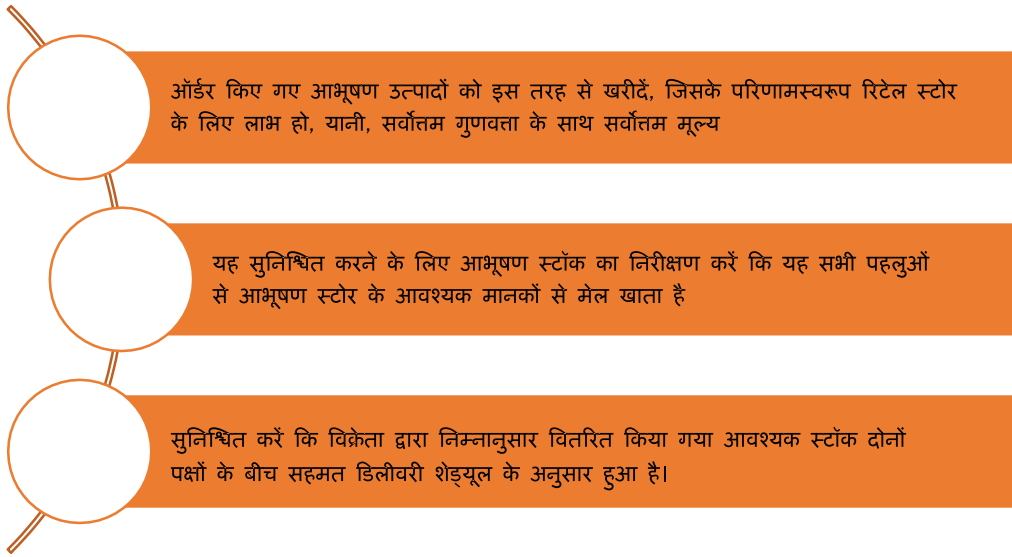 ऑर्डर किए गए आभूषण उत्पादों को इस तरह से खरीदें, जिसके परिणामस्वरूप रिटेल स्टोर
के लिए लाभ हो, यानी, सर्वोत्तम गुणवत्ता के साथ सर्वोत्तम मूल्य
यह सुनिश्चित करने के लिए आभूषण स्टॉक का निरीक्षण करें कि यह सभी पहलुओं
से आभूषण स्टोर के आवश्यक मानकों से मेल खाता है
सुनिश्चित करें कि विक्रेता द्वारा निम्नानुसार वितरित किया गया आवश्यक स्टॉक दोनों
पक्षों के बीच सहमत डिलीवरी शेड्यूल के अनुसार हुआ है।